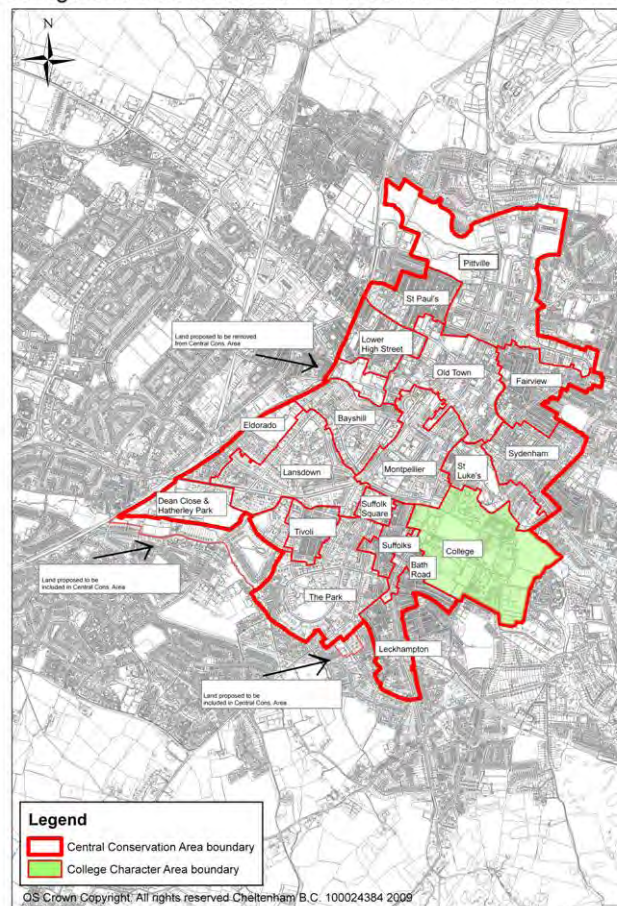 N
Pittville
St Paul's
Land proposed to be removed
from Central Cons. Area
Lower
High Street
Old Town
Fairview
Eldorado
Bayshill
Sydenham
Lansdown
Montpellier
St
Luke's
Dean Close &
Hatherley Park
Suffolk
Square
Tivoli
Suffolks
College
Bath
Road
Land proposed to be
included in Central Cons. Area
The Park
Leckhampton
Land proposed to be
included in Central Cons. Area
Legend
Central Conservation Area boundary
College Character Area boundary
OS Crown Copyright. All rights reserved Cheltenham B.C. 100024384 2009